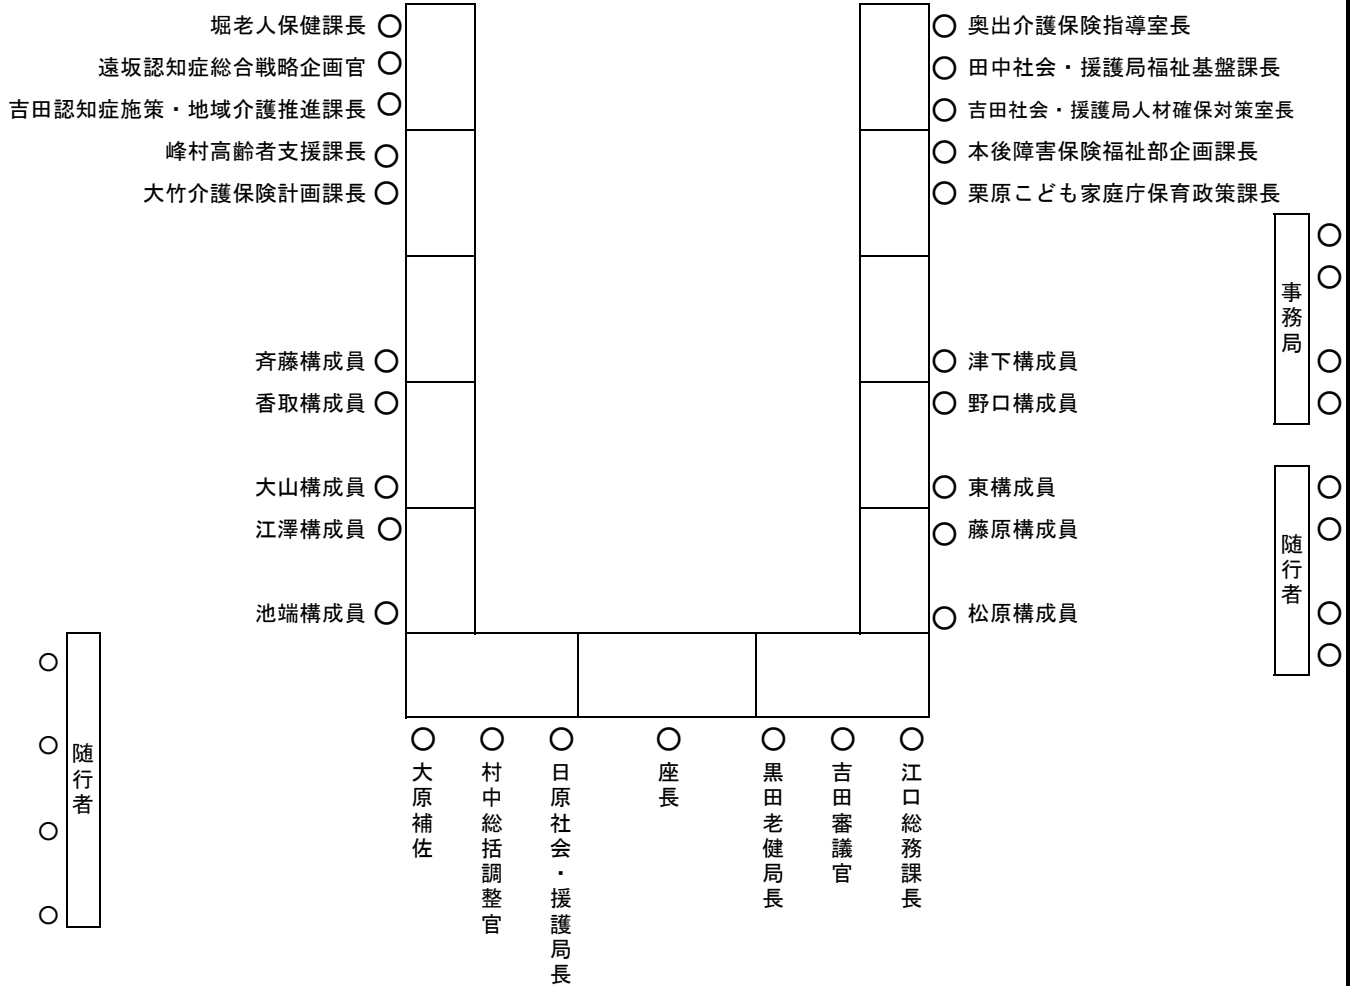 堀老人保健課長
遠坂認知症総合戦略企画官
吉田認知症施策・地域介護推進課長
峰村高齢者支援課長
大竹介護保険計画課長
斉藤構成員
香取構成員
大山構成員
江澤構成員
池端構成員
奥出介護保険指導室長
田中社会・援護局福祉基盤課長
吉田社会・援護局人材確保対策室長
本後障害保険福祉部企画課長
栗原こども家庭庁保育政策課長
津下構成員
野口構成員
東構成員
藤原構成員
松原構成員
事務局
随行者
随行者
大原補佐
村中総括調整官
日原社会・援護局長
座長
黒田老健局長
吉田審議官
江口総務課長